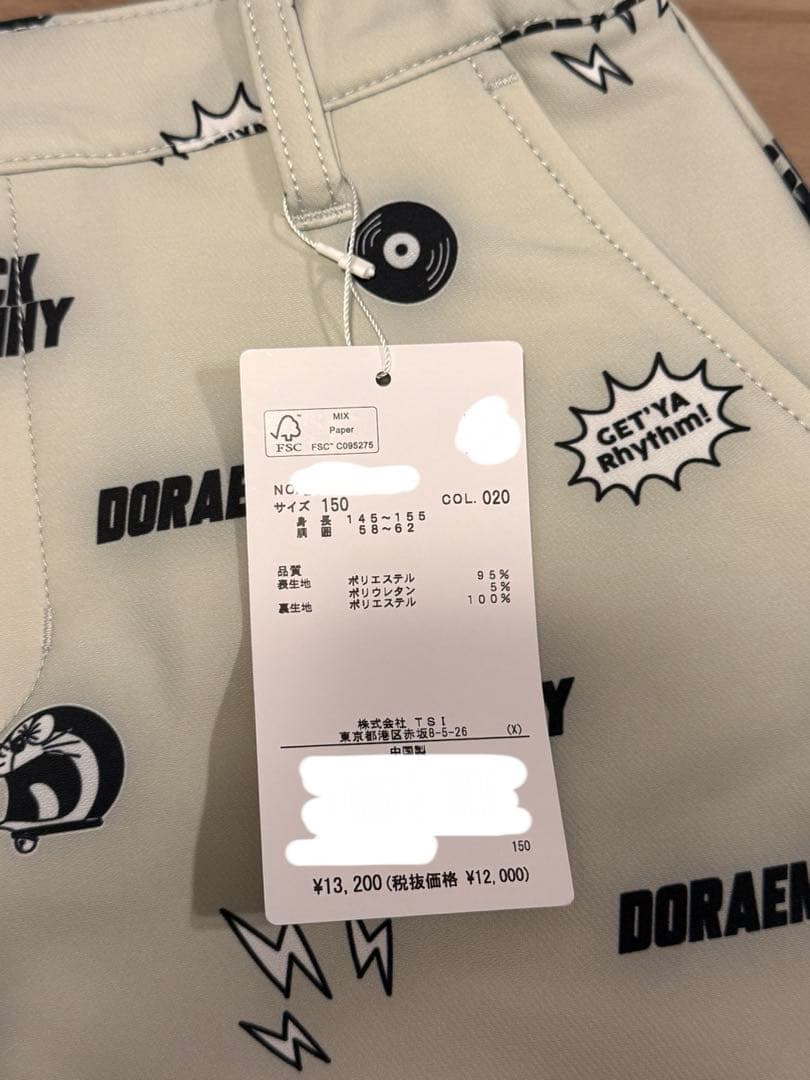 CK
NNY
GET'YA
Rhythm!
DORAE
MIX
Paper
FSC
FSC™ C095275
NO.
サイズ 150 COL. 020
身長 145~155
胴囲 58~62
品質
表生地 ポリエステル 95%
ポリウレタン 5%
裏生地 ポリエステル 100%
株式会社 TSI
東京都港区赤坂8-5-26 (X)
中国製
150
¥13,200(税抜価格 ¥12,000)
Y
DORAEM